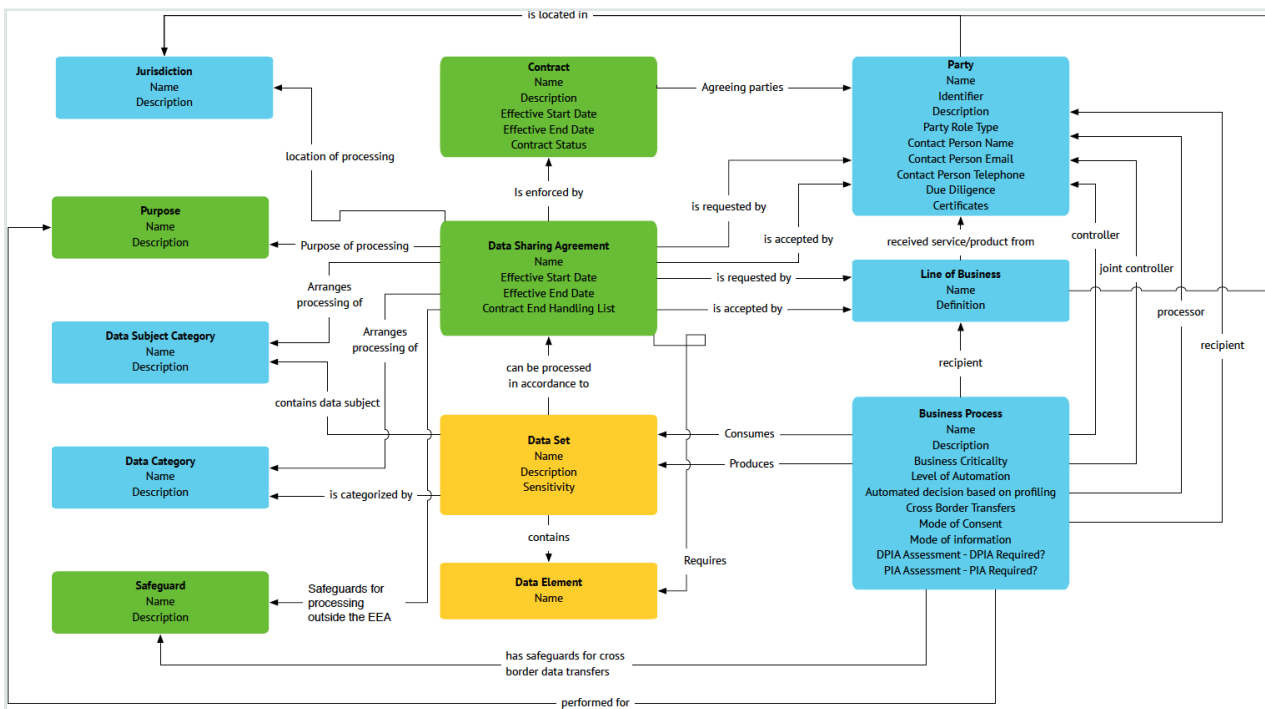 is located in
Jurisdiction
Name
Description
Contract
Name
Description
Effective Start Date
Effective End Date
Contract Status
Agreeing parties
Party
Name
Identifier
Description
Party Role Type
Contact Person Name
Contact Person Email
Contact Person Telephone
Due Diligence
Certificates
location of processing
Is enforced by
is requested by
is accepted by
Purpose
Name
Description
Purpose of processing
Data Sharing Agreement
Name
Effective Start Date
Effective End Date
Contract End Handling List
received service/product from
controller
joint controller
processor
recipient
is requested by
is accepted by
Line of Business
Name
Definition
Arranges
processing of
Arranges
processing of
Data Subject Category
Name
Description
contains data subject
can be processed
in accordance to
recipient
Data Set
Name
Description
Sensitivity
Consumes
Produces
Business Process
Name
Description
Business Criticality
Level of Automation
Automated decision based on profiling
Cross Border Transfers
Mode of Consent
Mode of information
DPIA Assessment - DPIA Required?
PIA Assessment - PIA Required?
Data Category
Name
Description
is categorized by
contains
Requires
Data Element
Name
Safeguard
Name
Description
Safeguards for
processing
outside the EEA
has safeguards for cross
border data transfers
performed for